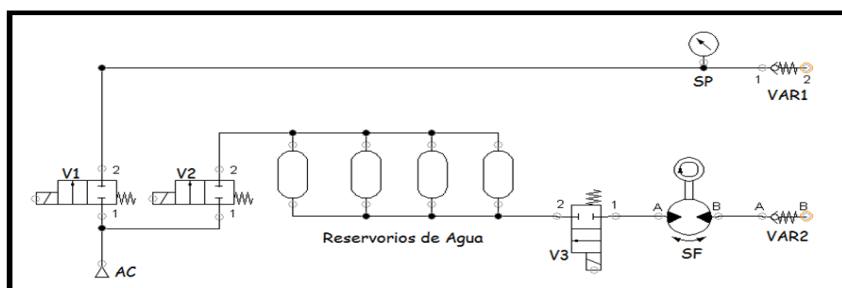 SP
1
2
VAR1
V1
2
V2
2
1
1
AC
Reservorios de Agua
2
1
V3
A
B
SF
A
B
VAR2